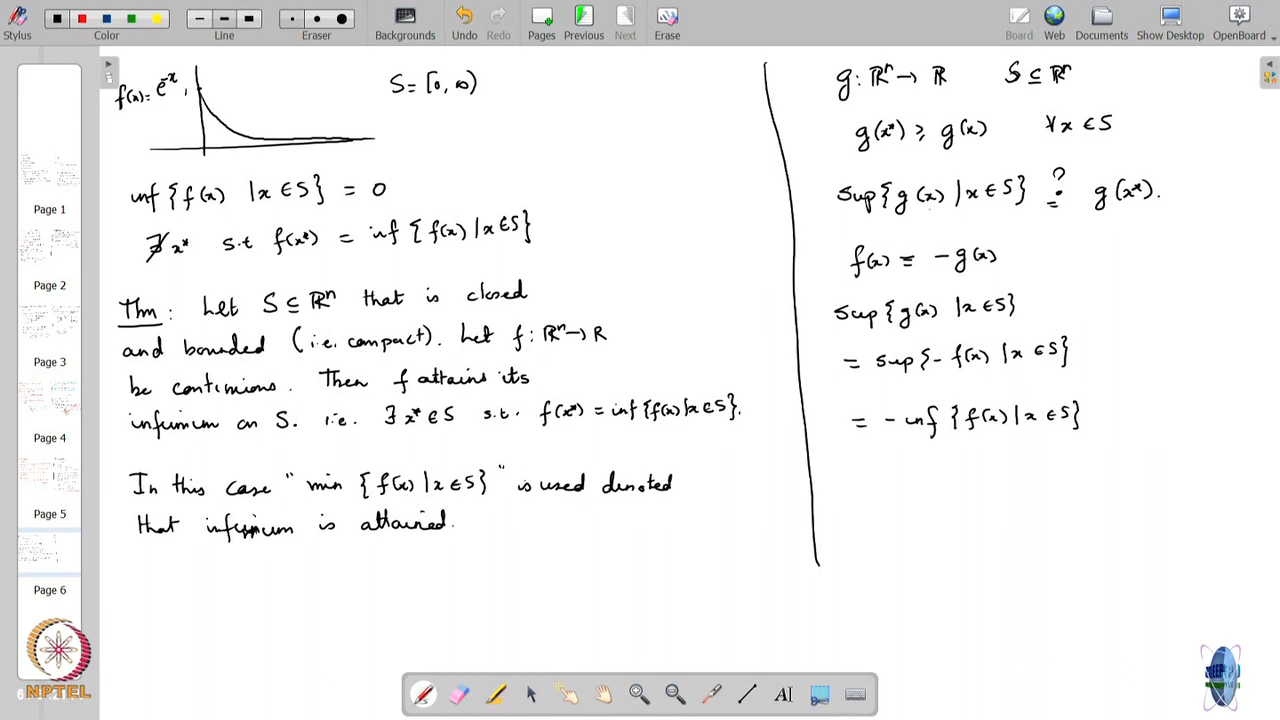 Stylus
Color
Line
Eraser
Backgrounds
Undo
Redo
Pages
Previous
Next
Erase
Board
Web
Documents
Show Desktop
OpenBoard
Page 1
Page 2
Page 3
Page 4
Page 5
Page 6
f(x) = e^{-x},
S = [0, ∞)
inf {f(x) | x ∈ S} = 0
∄ x* s.t f(x*) = inf {f(x) | x ∈ S}
Thm : Let S ⊆ ℝⁿ that is closed
and bounded (i.e. compact). Let f : ℝⁿ → R
be continuous. Then f attains its
infimum on S. i.e. ∃ x* ∈ S s.t. f(x*) = inf {f(x) | x ∈ S}.
In this case "min {f(x) | x ∈ S}" is used denoted
that infimum is attained.
g : ℝⁿ → ℝ S ⊆ ℝⁿ
g(x*) ≥ g(x) ∀ x ∈ S
sup {g(x) | x ∈ S} ?= g(x*).
f(x) = -g(x)
sup {g(x) | x ∈ S}
= sup {- f(x) | x ∈ S}
= - inf {f(x) | x ∈ S}
NPTEL